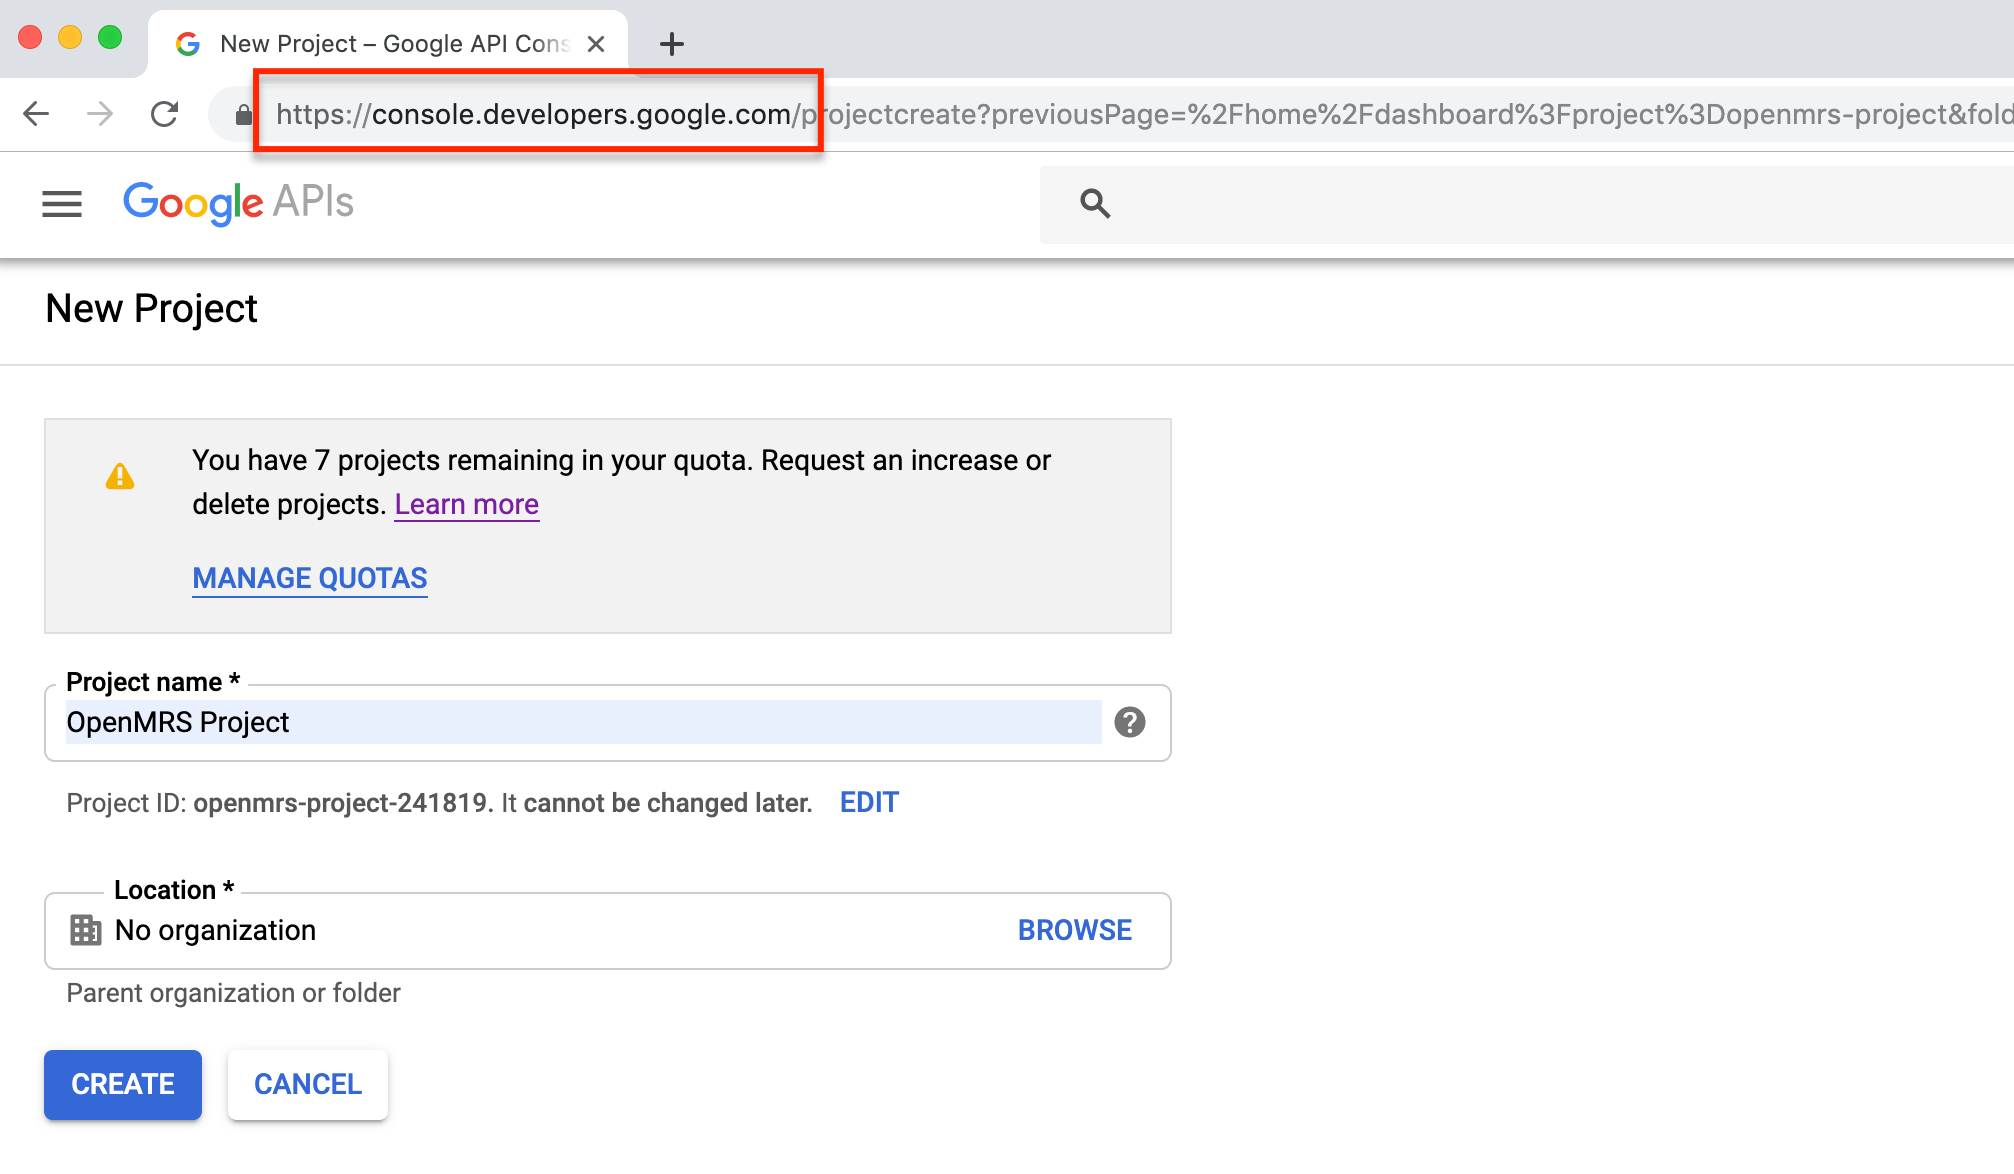 New Project – Google API Cons
https://console.developers.google.com/projectcreate?previousPage=%2Fhome%2Fdashboard%3Fproject%3Dopenmrs-project&fold
Google APIs
New Project
You have 7 projects remaining in your quota. Request an increase or
delete projects. Learn more
MANAGE QUOTAS
Project name *
OpenMRS Project
Project ID: openmrs-project-241819. It cannot be changed later. EDIT
Location *
No organization BROWSE
Parent organization or folder
CREATE CANCEL